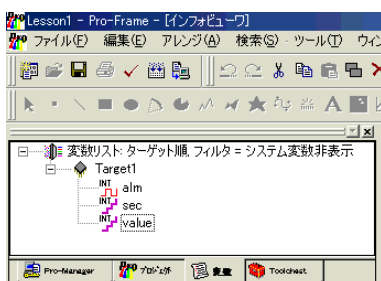 Lesson1 - Pro-Frame - [インフォビューワ]
ファイル(F) 編集(E) アレンジ(A) 検索(S) ツール(T) ウィン
変数リスト: ターゲット順, フィルタ = システム変数非表示
Target1
INT alm
INT sec
INT value
Pro-Manager プロジェクト 変数 Toolchest